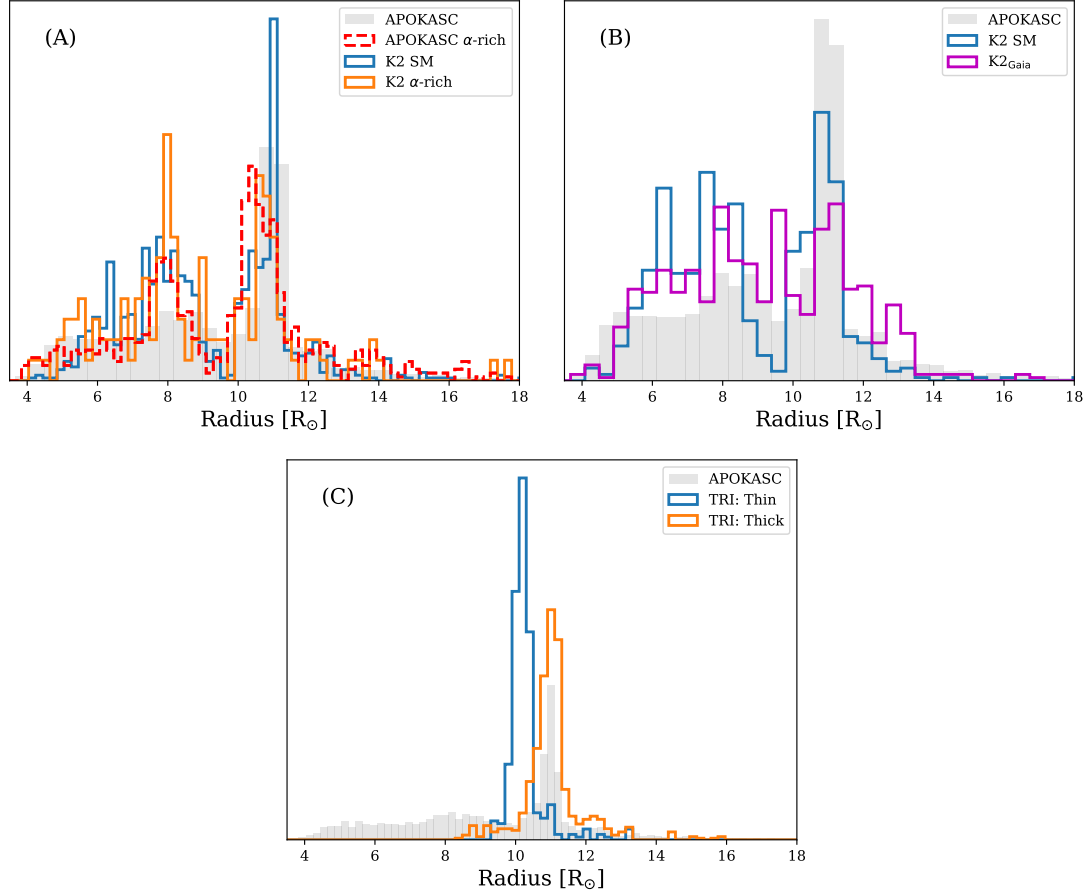 (A)
APOKASC
APOKASC α-rich
K2 SM
K2 α-rich
4 6 8 10 12 14 16 18
Radius [R☉]
(B)
APOKASC
K2 SM
K2Gaia
4 6 8 10 12 14 16 18
Radius [R☉]
(C)
APOKASC
TRI: Thin
TRI: Thick
4 6 8 10 12 14 16 18
Radius [R☉]